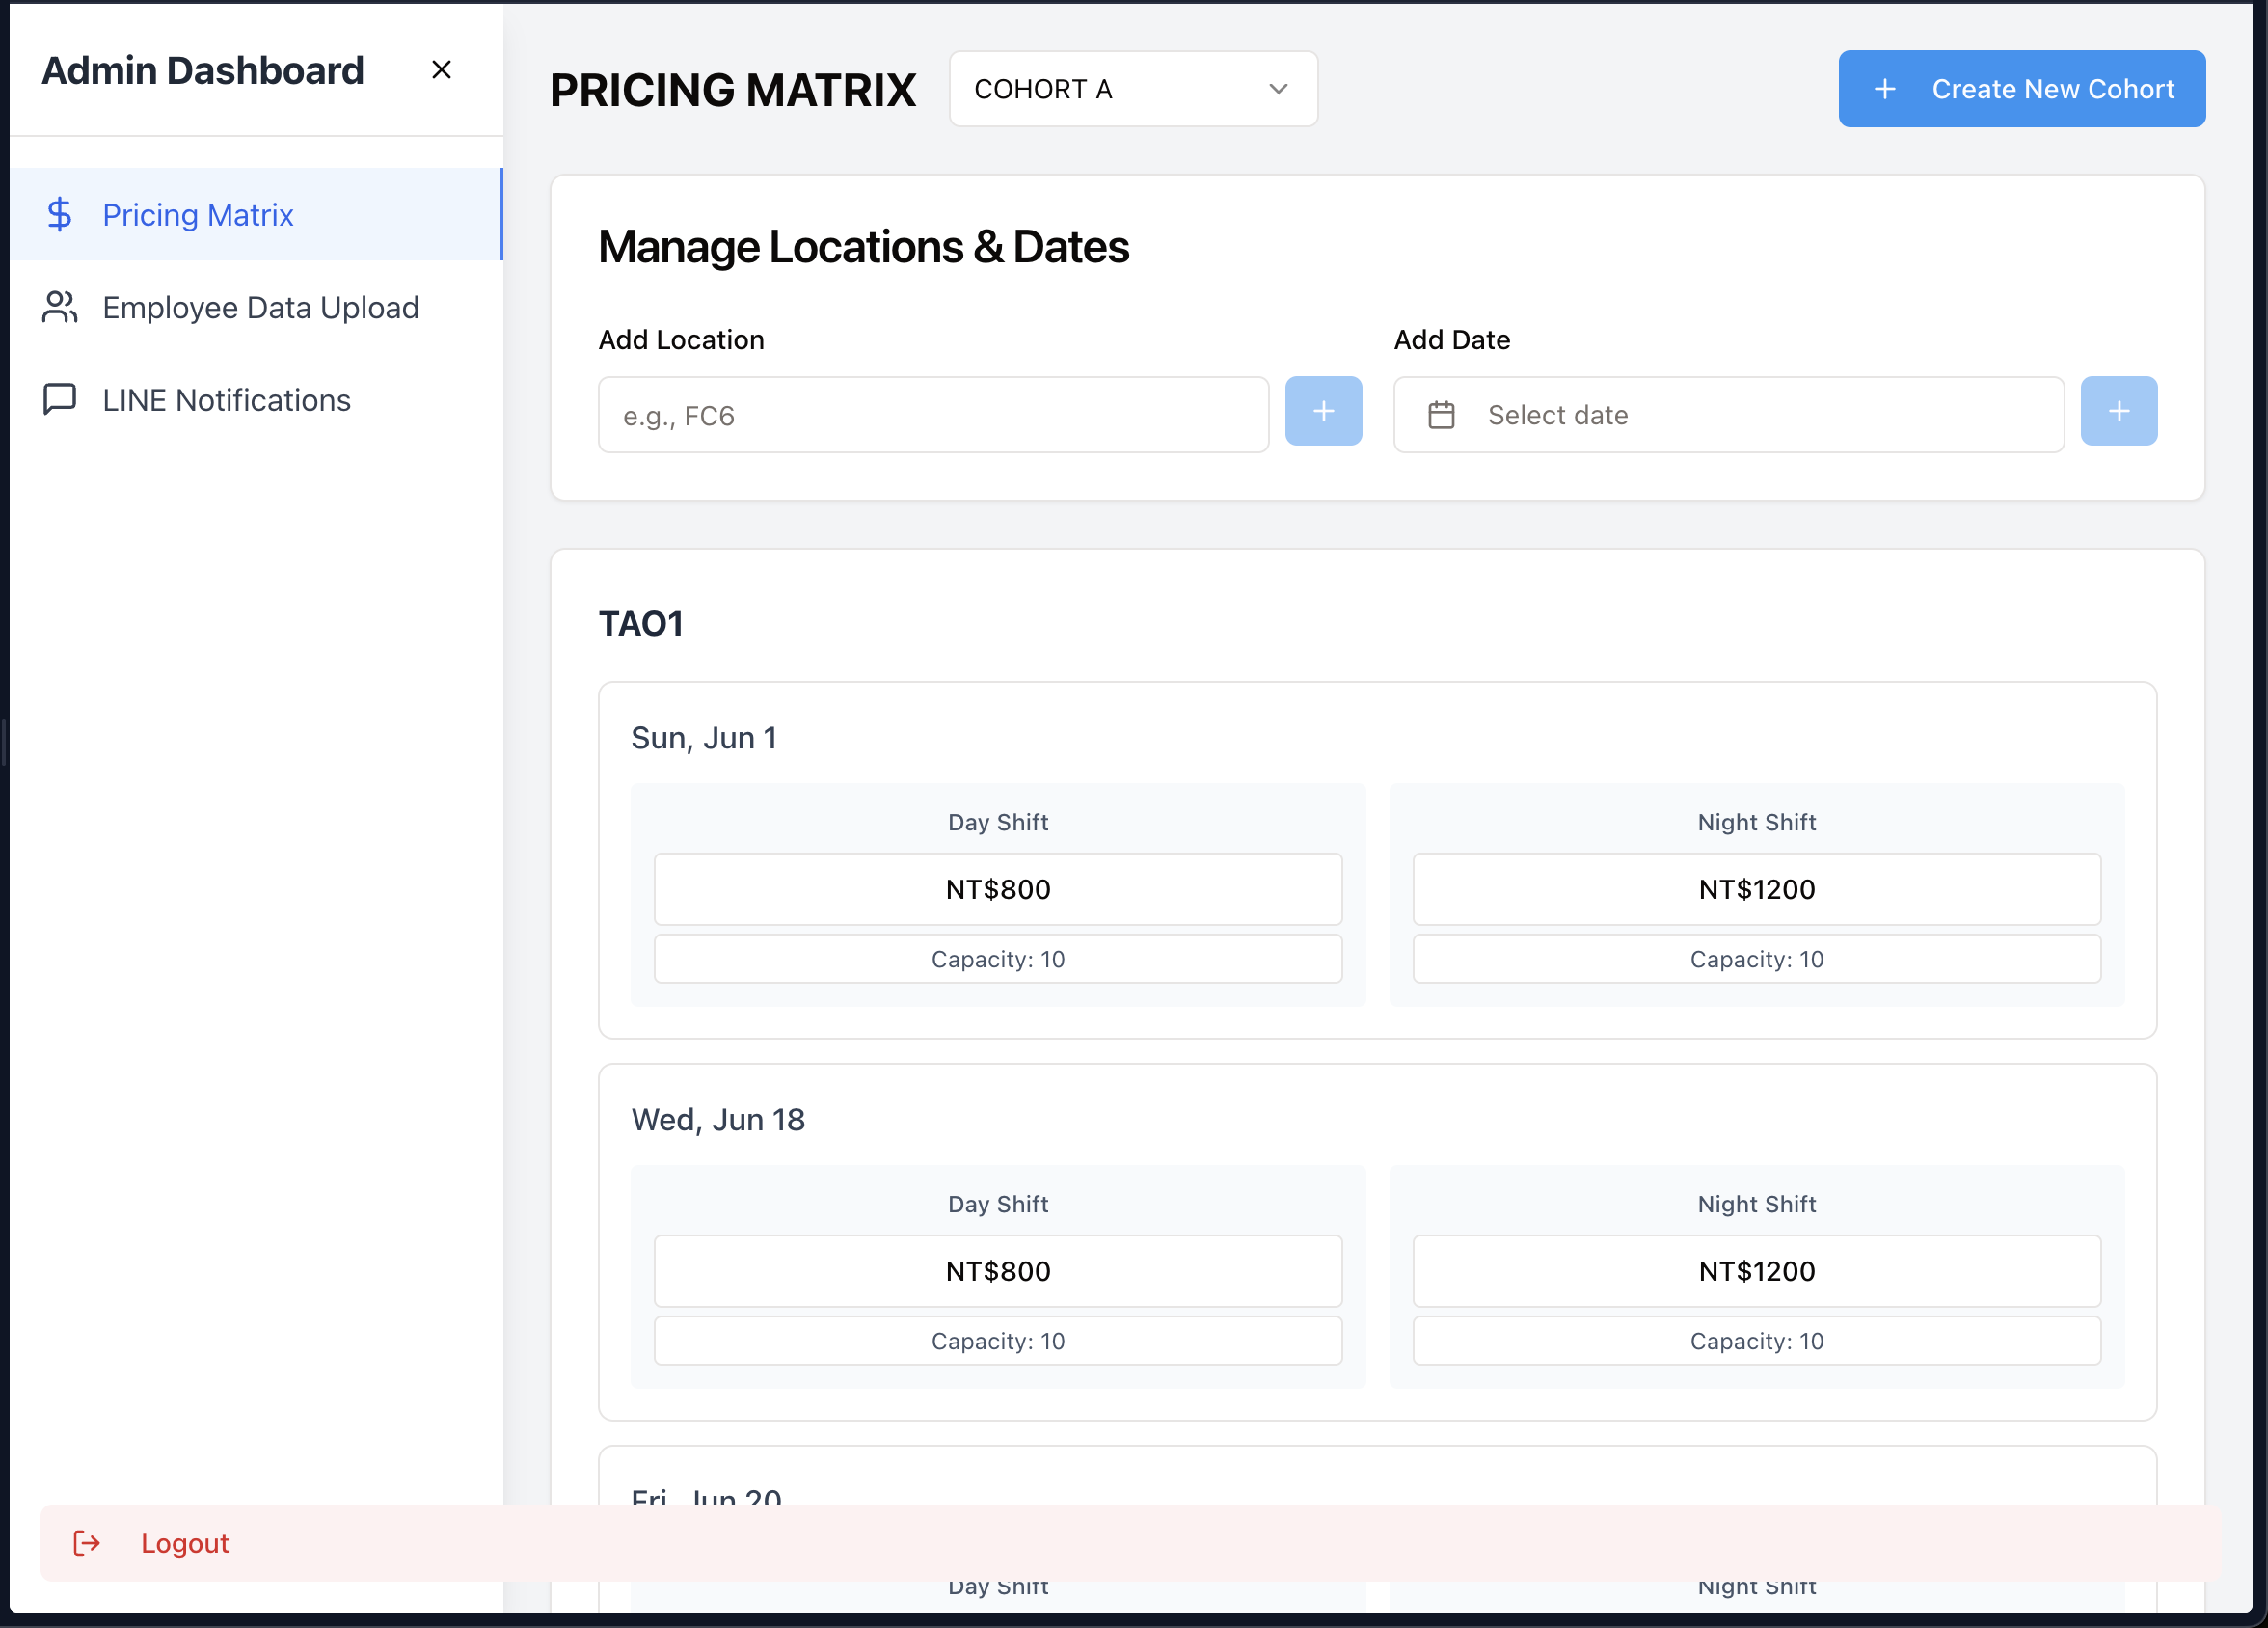 Admin Dashboard
Pricing Matrix
Employee Data Upload
LINE Notifications
Logout
PRICING MATRIX
COHORT A
Create New Cohort
Manage Locations & Dates
Add Location
Add Date
e.g., FC6
Select date
TAO1
Sun, Jun 1
Day Shift
Night Shift
NT$800
NT$1200
Capacity: 10
Capacity: 10
Wed, Jun 18
Day Shift
Night Shift
NT$800
NT$1200
Capacity: 10
Capacity: 10
Fri, Jun 20
Day Shift
Night Shift